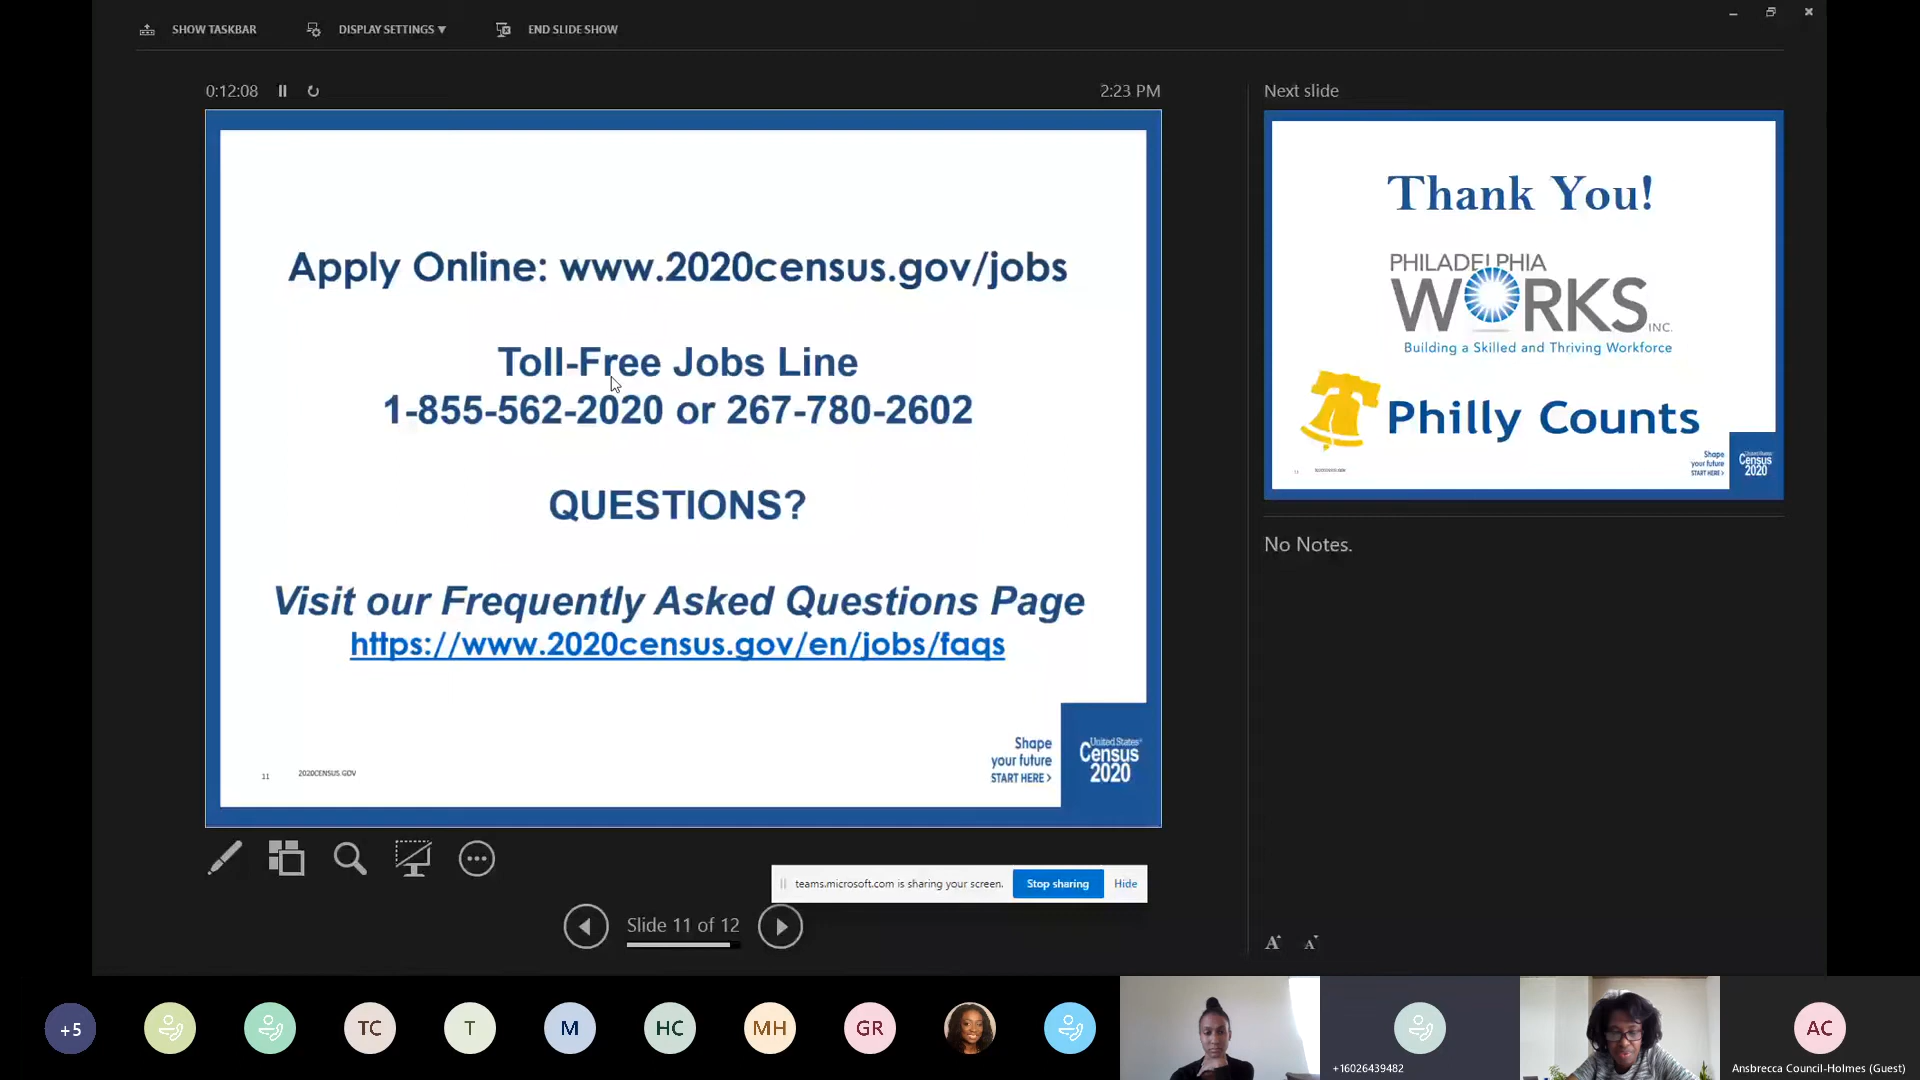 SHOW TASKBAR
DISPLAY SETTINGS ▼
END SLIDE SHOW
0:12:08
2:23 PM
Apply Online: www.2020census.gov/jobs
Toll-Free Jobs Line
1-855-562-2020 or 267-780-2602
QUESTIONS?
Visit our Frequently Asked Questions Page
https://www.2020census.gov/en/jobs/faqs
Shape
your future
START HERE >
United States®
Census
2020
11
2020CENSUS.GOV
Next slide
Thank You!
PHILADELPHIA
WORKS INC.
Building a Skilled and Thriving Workforce
Philly Counts
Shape
your future
START HERE >
United States
Census
2020
No Notes.
teams.microsoft.com is sharing your screen.
Stop sharing
Hide
Slide 11 of 12
A A
+5
TC
T
M
HC
MH
GR
+16026439482
AC
Ansbrecca Council-Holmes (Guest)